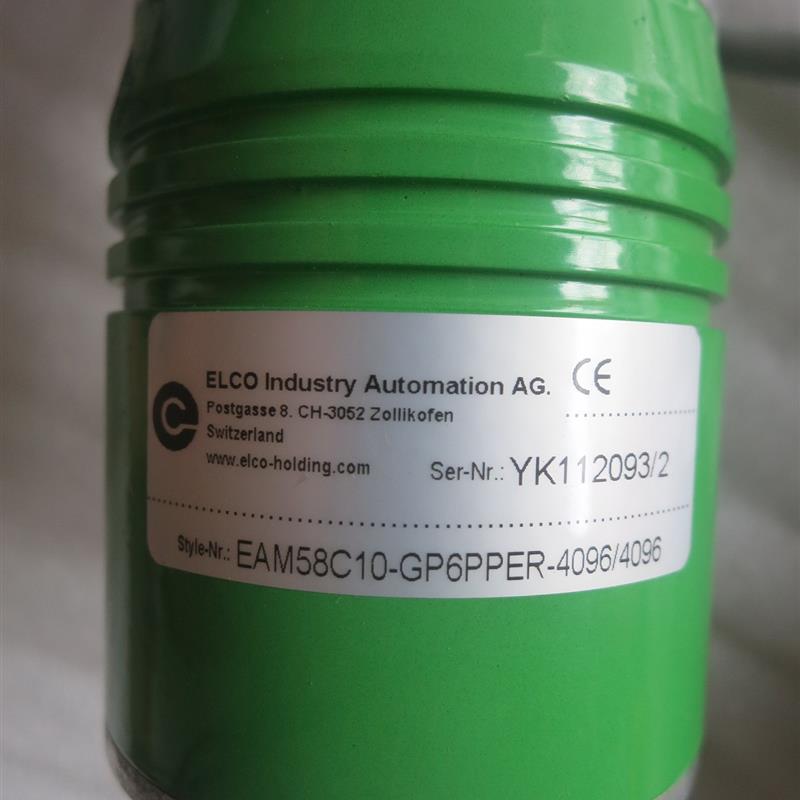 ELCO Industry Automation AG. CE
Postgasse 8. CH-3052 Zollikofen
Switzerland
www.elco-holding.com
Ser-Nr.: YK112093/2
Style-Nr.: EAM58C10-GP6PPER-4096/4096